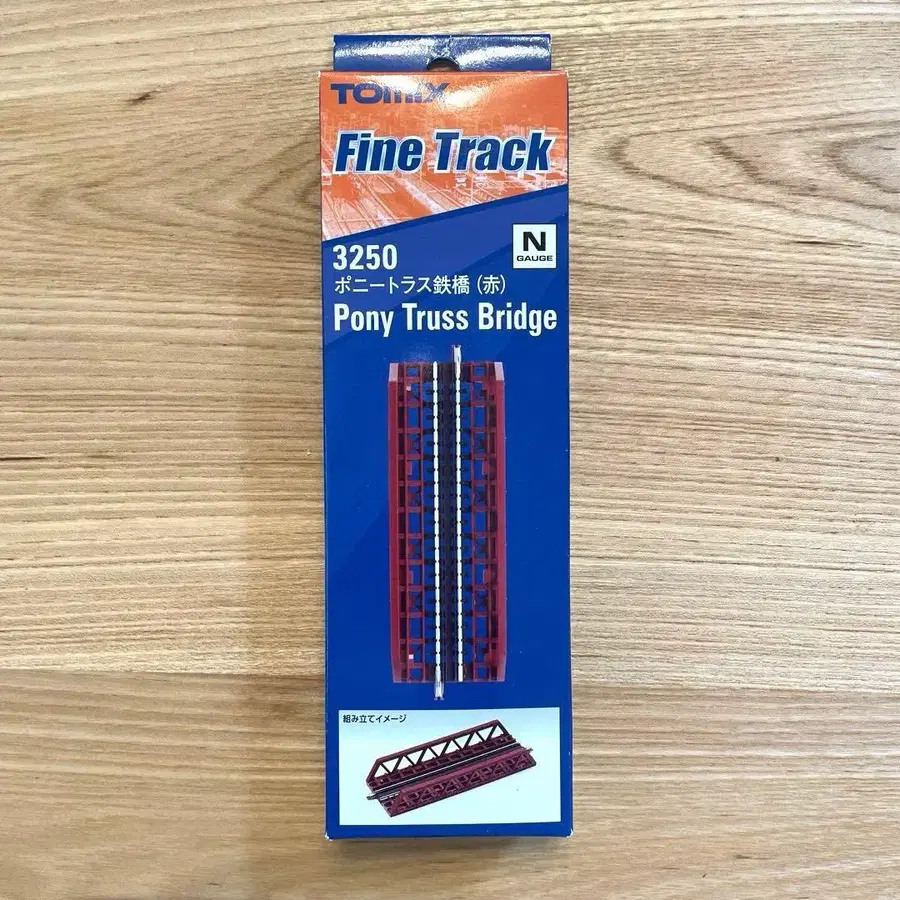 TOMIX
Fine Track
3250
N
GAUGE
ポニートラス鉄橋（赤）
Pony Truss Bridge
組み立てイメージ